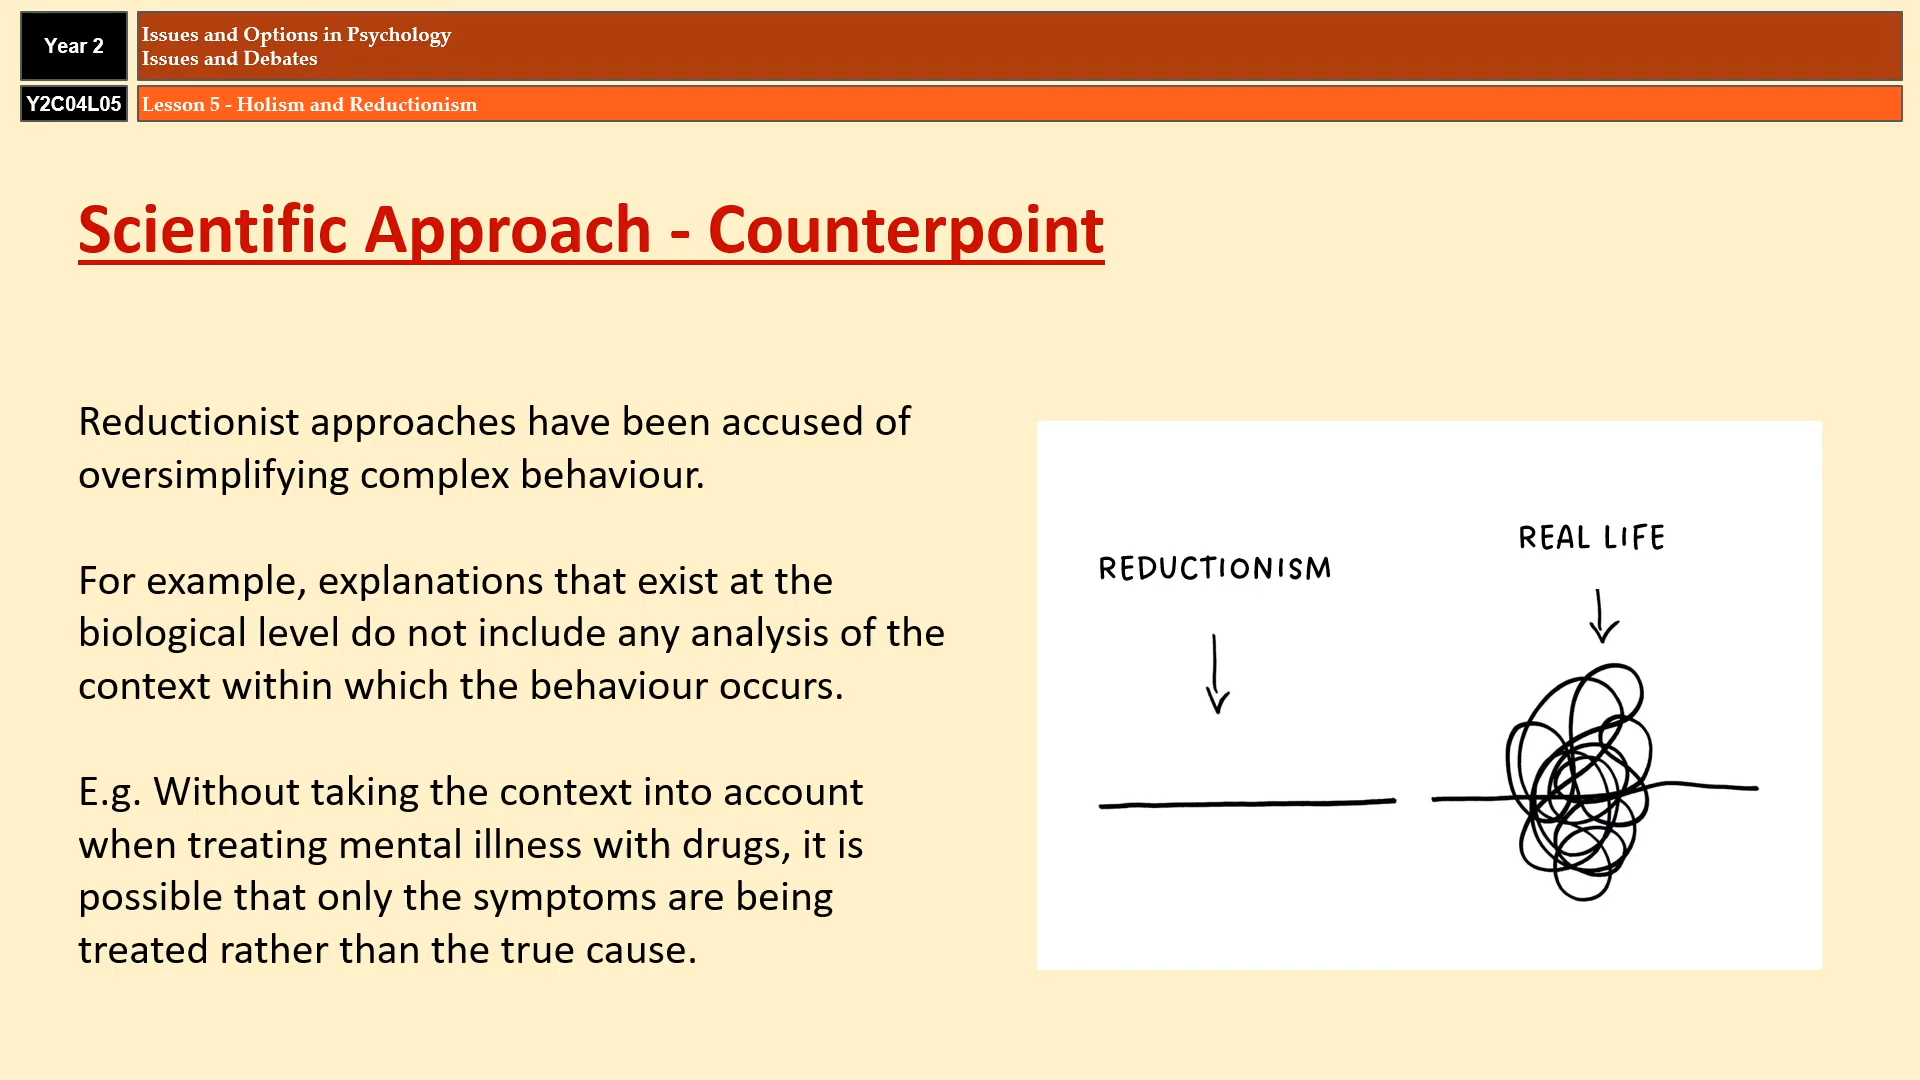 Year 2
Issues and Options in Psychology
Issues and Debates
Y2C04L05
Lesson 5 - Holism and Reductionism
Scientific Approach - Counterpoint
Reductionist approaches have been accused of
oversimplifying complex behaviour.
For example, explanations that exist at the
biological level do not include any analysis of the
context within which the behaviour occurs.
E.g. Without taking the context into account
when treating mental illness with drugs, it is
possible that only the symptoms are being
treated rather than the true cause.
REDUCTIONISM
REAL LIFE